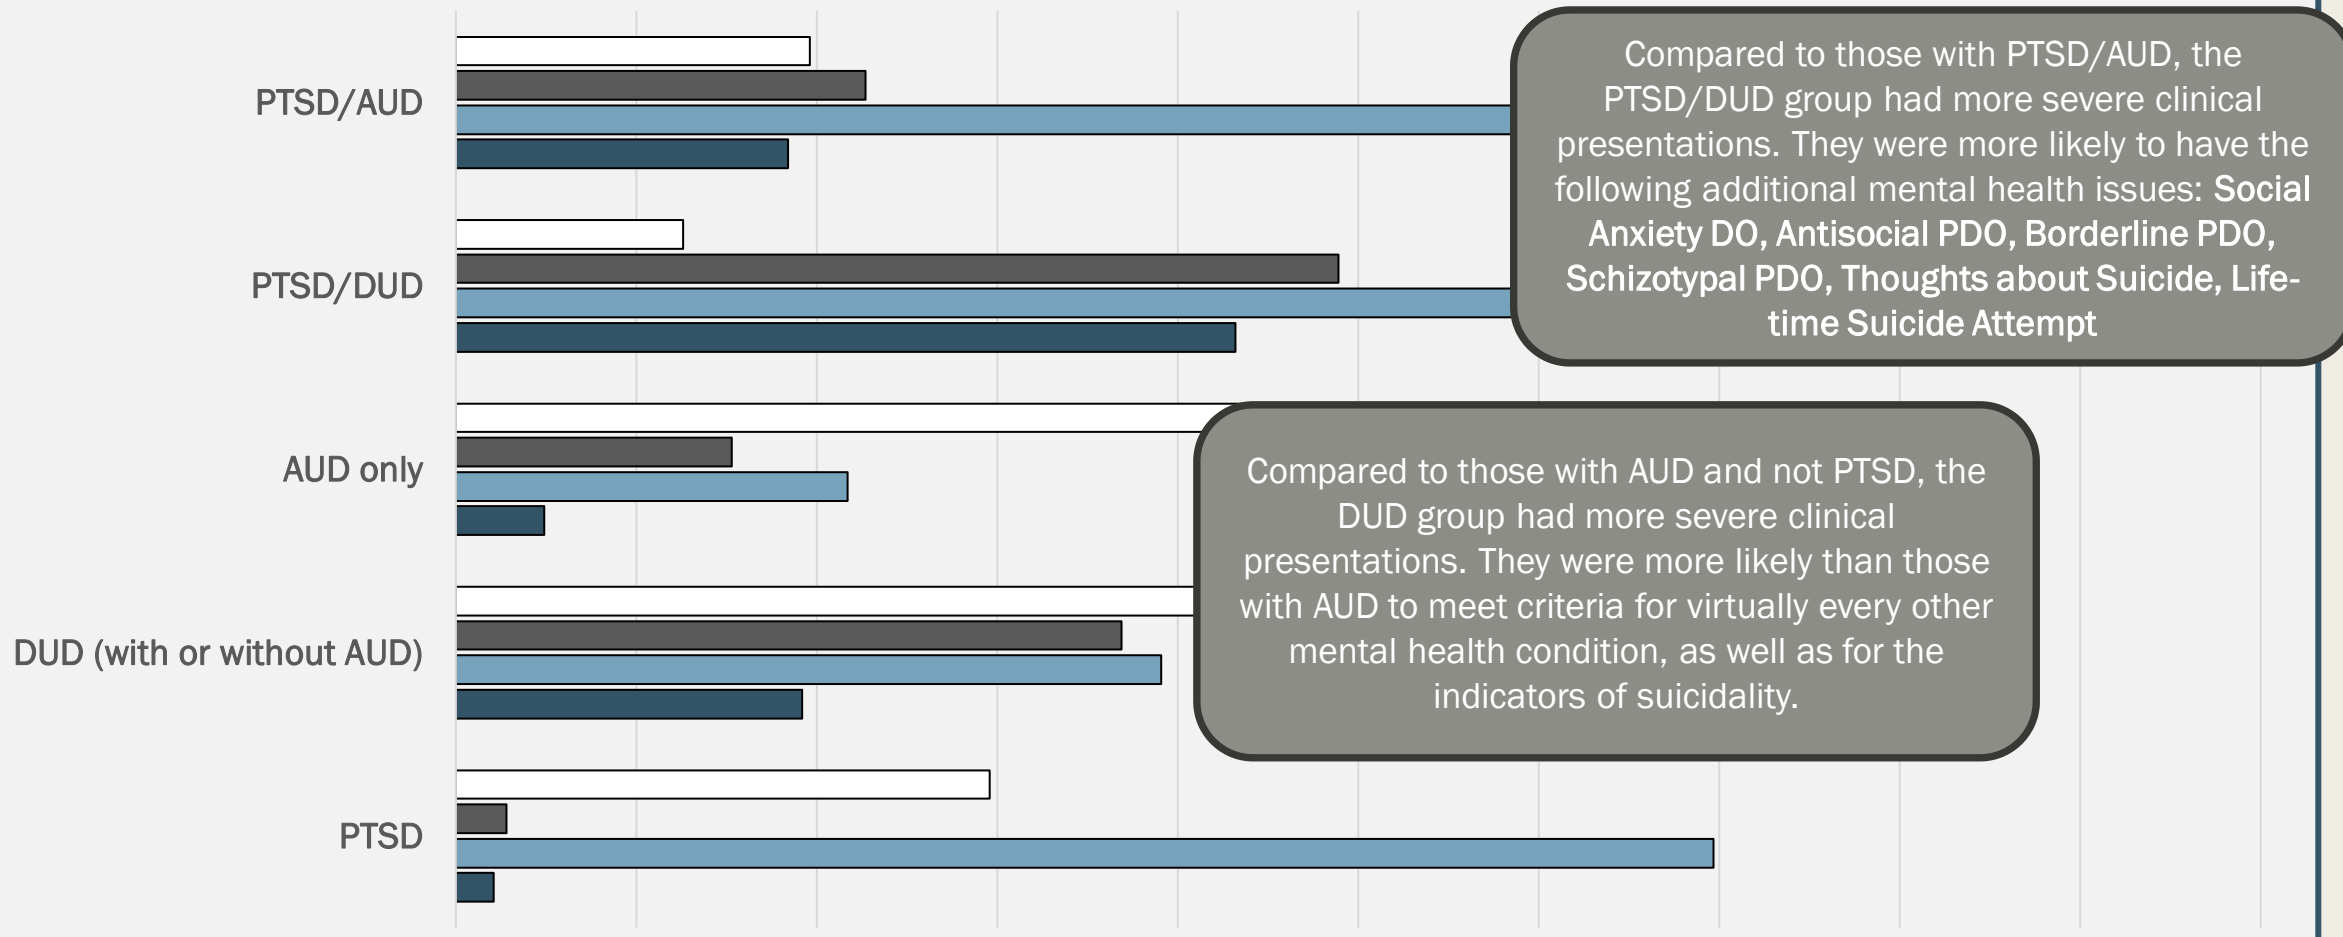 PTSD/AUD
PTSD/DUD
AUD only
DUD (with or without AUD)
PTSD
Compared to those with PTSD/AUD, the
PTSD/DUD group had more severe clinical
presentations. They were more likely to have the
following additional mental health issues: Social
Anxiety DO, Antisocial PDO, Borderline PDO,
Schizotypal PDO, Thoughts about Suicide, Life-
time Suicide Attempt
Compared to those with AUD and not PTSD, the
DUD group had more severe clinical
presentations. They were more likely than those
with AUD to meet criteria for virtually every other
mental health condition, as well as for the
indicators of suicidality.